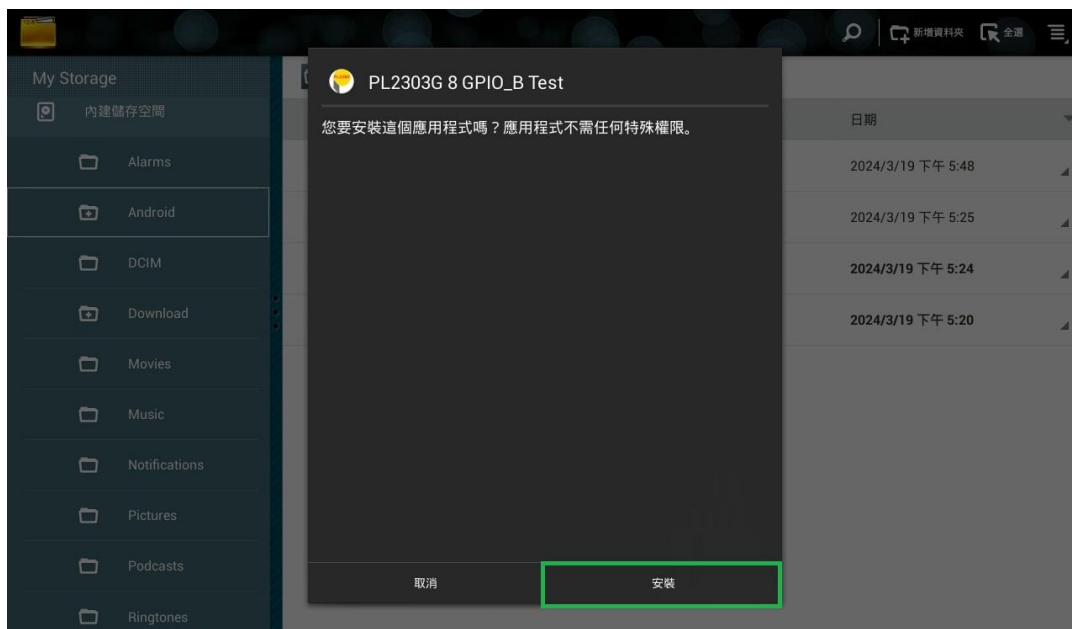 新增資料夾
全選
My Storage
內建儲存空間
Alarms
Android
DCIM
Download
Movies
Music
Notifications
Pictures
Podcasts
Ringtones
PL2303G 8 GPIO_B Test
您要安裝這個應用程式嗎？應用程式不需任何特殊權限。
取消
安裝
日期
2024/3/19 下午 5:48
2024/3/19 下午 5:25
2024/3/19 下午 5:24
2024/3/19 下午 5:20